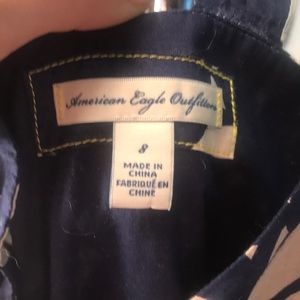 American Eagle Outfitters
8
MADE IN
CHINA
FABRIQUÉ EN
CHINE